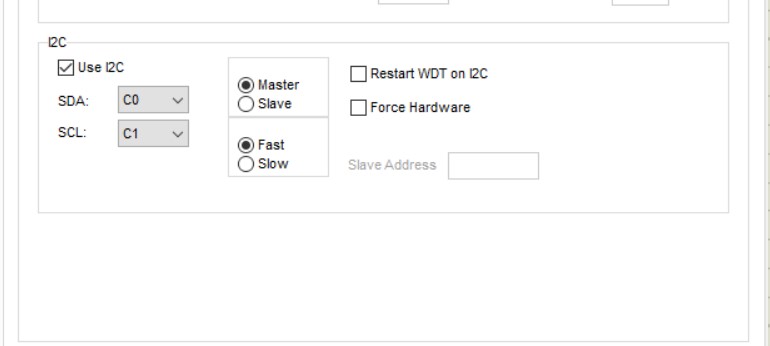 I2C
Use I2C
SDA: C0
SCL: C1
Master
Slave
Fast
Slow
Restart WDT on I2C
Force Hardware
Slave Address